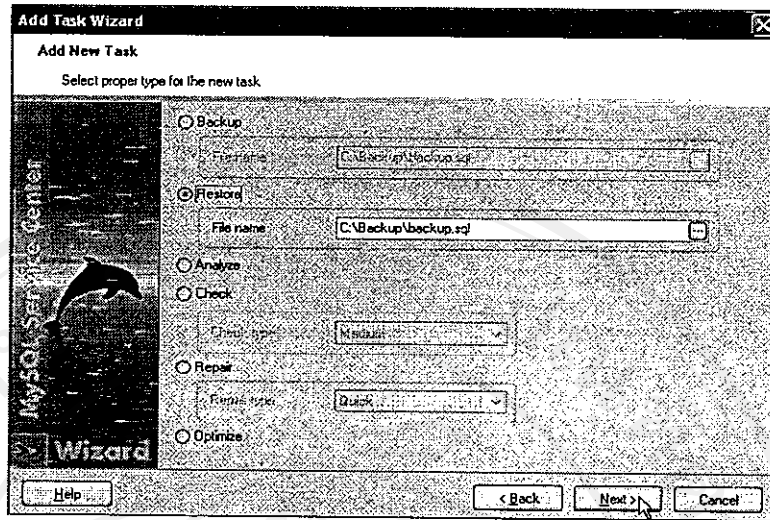 Add Task Wizard
Add New Task
Select proper type for the new task
Backup
File name C:\Backup\backup.sql
Restore
File name C:\Backup\backup.sql
Analyze
Check
Check type Medium
Repair
Repair type Quick
Optimize
MySQL Service Center
Wizard
Help < Back Next > Cancel